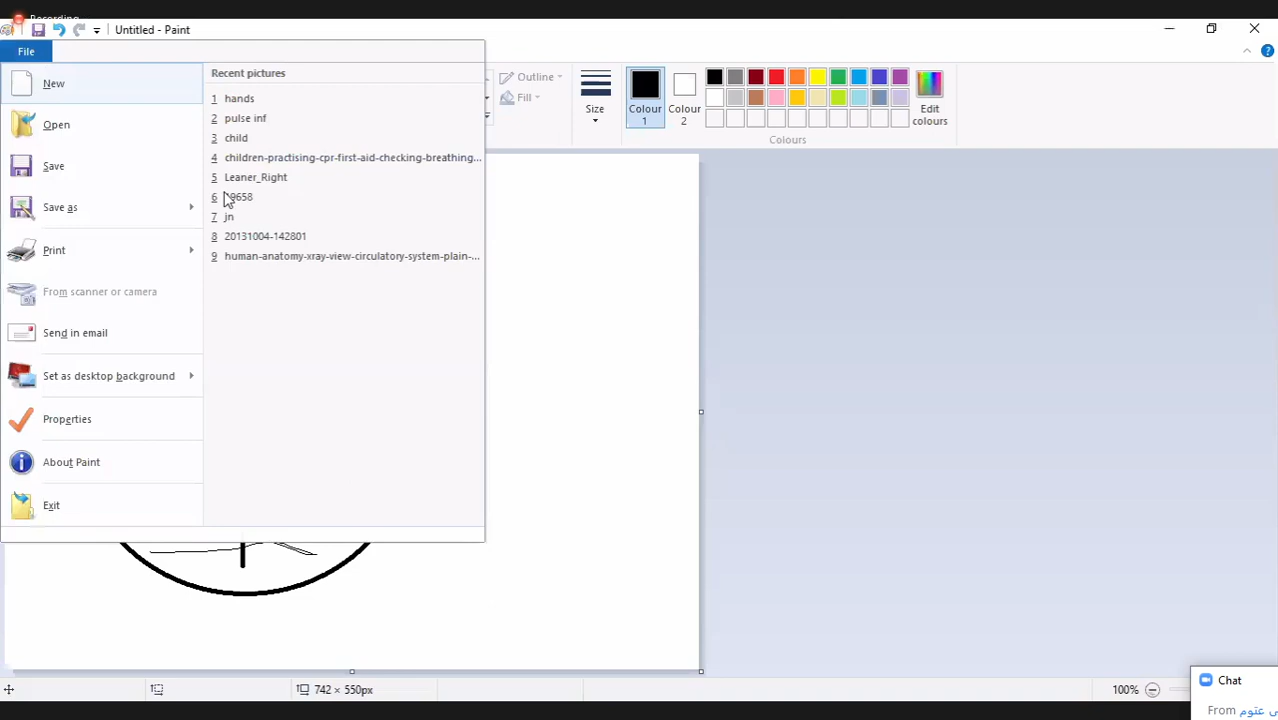 Recording
Untitled - Paint
File
Recent pictures
New
Open
Save
Save as
Print
From scanner or camera
Send in email
Set as desktop background
Properties
About Paint
Exit
1 hands
2 pulse inf
3 child
4 children-practising-cpr-first-aid-checking-breathing...
5 Leaner_Right
6
7 jn
8 20131004-142801
9 human-anatomy-xray-view-circulatory-system-plain-...
Outline
Fill
Size
Colour 1
Colour 2
Edit colours
Colours
742 × 550px
100%
Chat
From ى عتوم